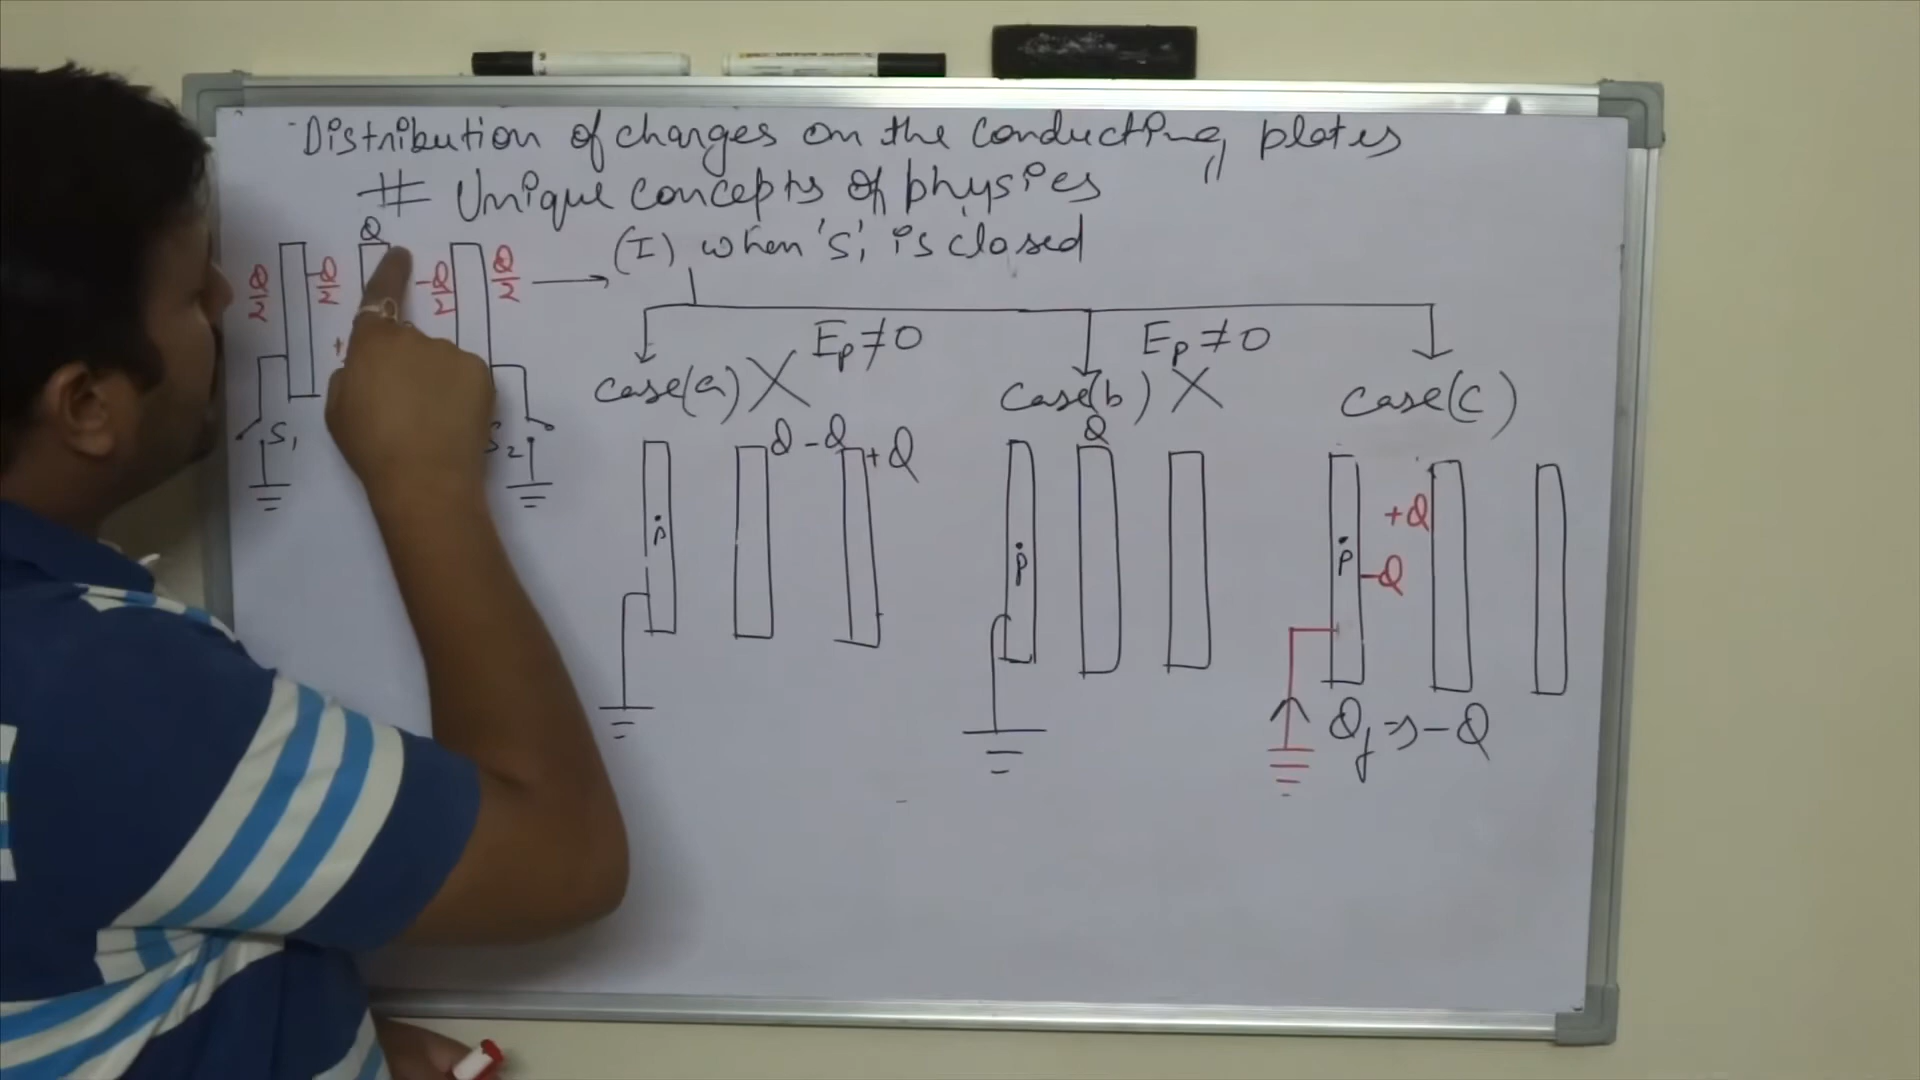 Distribution of charges on the conducting plates
# Unique concepts of physics
(I) when 'S, is closed
Q
Q/2 -Q/2 -Q/2 Q/2
+
S1 S2
Ep≠0 Ep≠0
case(a) X case(b) X case(c)
Q -Q +Q
Q
P P P
+Q
-Q
Qf => -Q